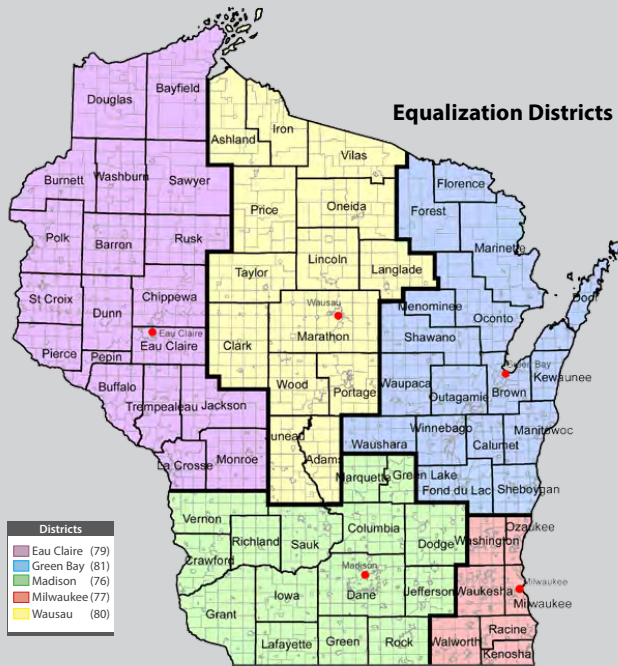 Equalization Districts
Bayfield
Douglas
Iron
Ashland
Vilas
Washburn
Burnett
Sawyer
Florence
Forest
Price
Oneida
Polk
Barron
Rusk
Marinette
Lincoln
Taylor
Langlade
St Croix
Chippewa
Door
Dunn
Wausau
Menominee
Oconto
Eau Claire
Marathon
Shawano
Clark
Eau Claire
Pierce
Pepin
Green Bay
Kewaunee
Buffalo
Wood
Portage
Waupaca
Outagamie
Brown
Trempealeau
Jackson
Winnebago
Manitowoc
Juneau
Waushara
Calumet
La Crosse
Monroe
Adams
Marquette
Green Lake
Fond du Lac
Sheboygan
Vernon
Columbia
Ozaukee
Richland
Sauk
Dodge
Washington
Crawford
Madison
Milwaukee
Iowa
Dane
Jefferson
Waukesha
Milwaukee
Grant
Racine
Lafayette
Green
Rock
Walworth
Kenosha
Districts
Eau Claire (79)
Green Bay (81)
Madison (76)
Milwaukee (77)
Wausau (80)